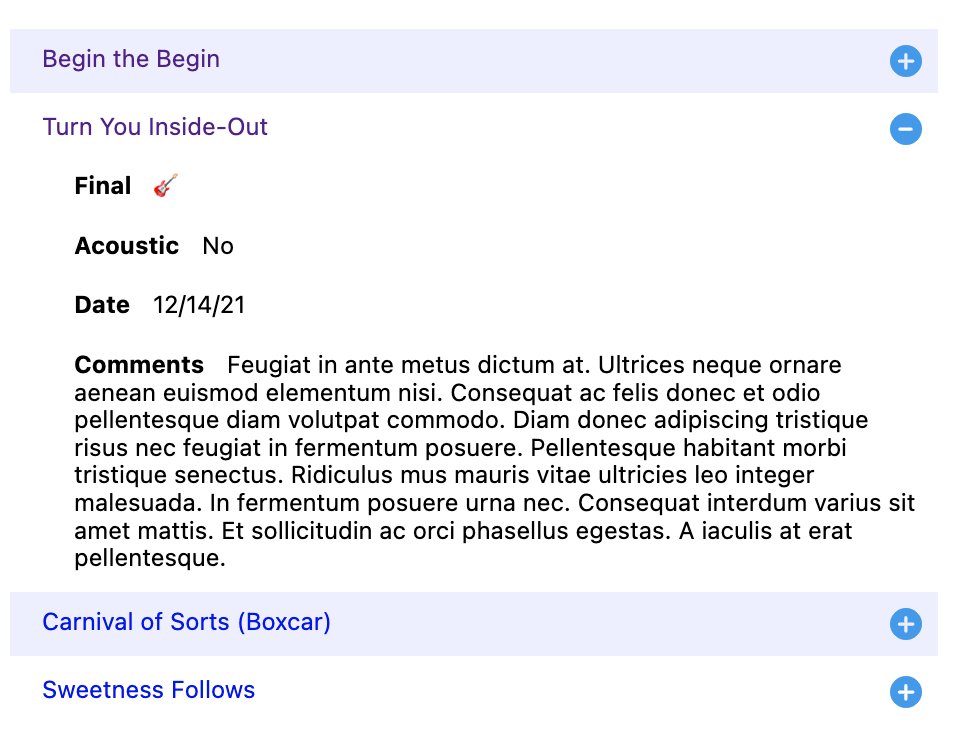 Begin the Begin
Turn You Inside-Out
Final 🎸
Acoustic No
Date 12/14/21
Comments Feugiat in ante metus dictum at. Ultrices neque ornare
aenean euismod elementum nisi. Consequat ac felis donec et odio
pellentesque diam volutpat commodo. Diam donec adipiscing tristique
risus nec feugiat in fermentum posuere. Pellentesque habitant morbi
tristique senectus. Ridiculus mus mauris vitae ultricies leo integer
malesuada. In fermentum posuere urna nec. Consequat interdum varius sit
amet mattis. Et sollicitudin ac orci phasellus egestas. A iaculis at erat
pellentesque.
Carnival of Sorts (Boxcar)
Sweetness Follows